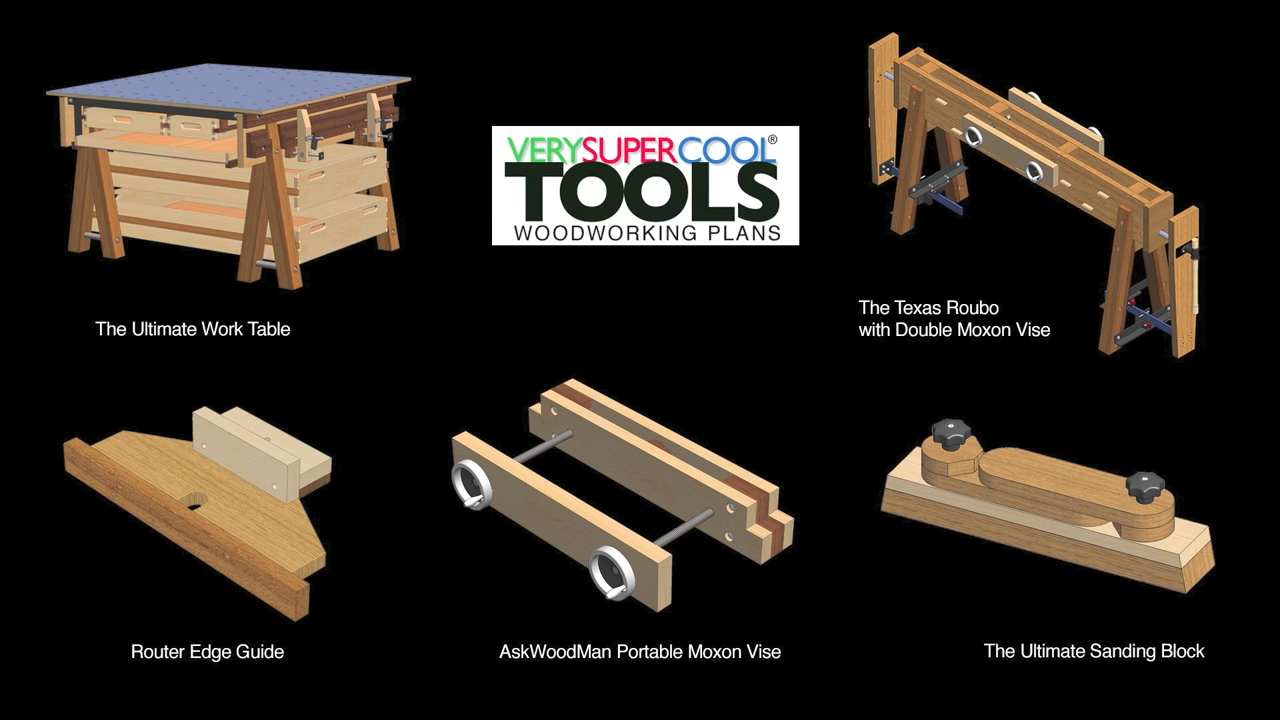 VERYSUPERCOOL®
TOOLS
WOODWORKING PLANS
The Ultimate Work Table
The Texas Roubo
with Double Moxon Vise
Router Edge Guide
AskWoodMan Portable Moxon Vise
The Ultimate Sanding Block